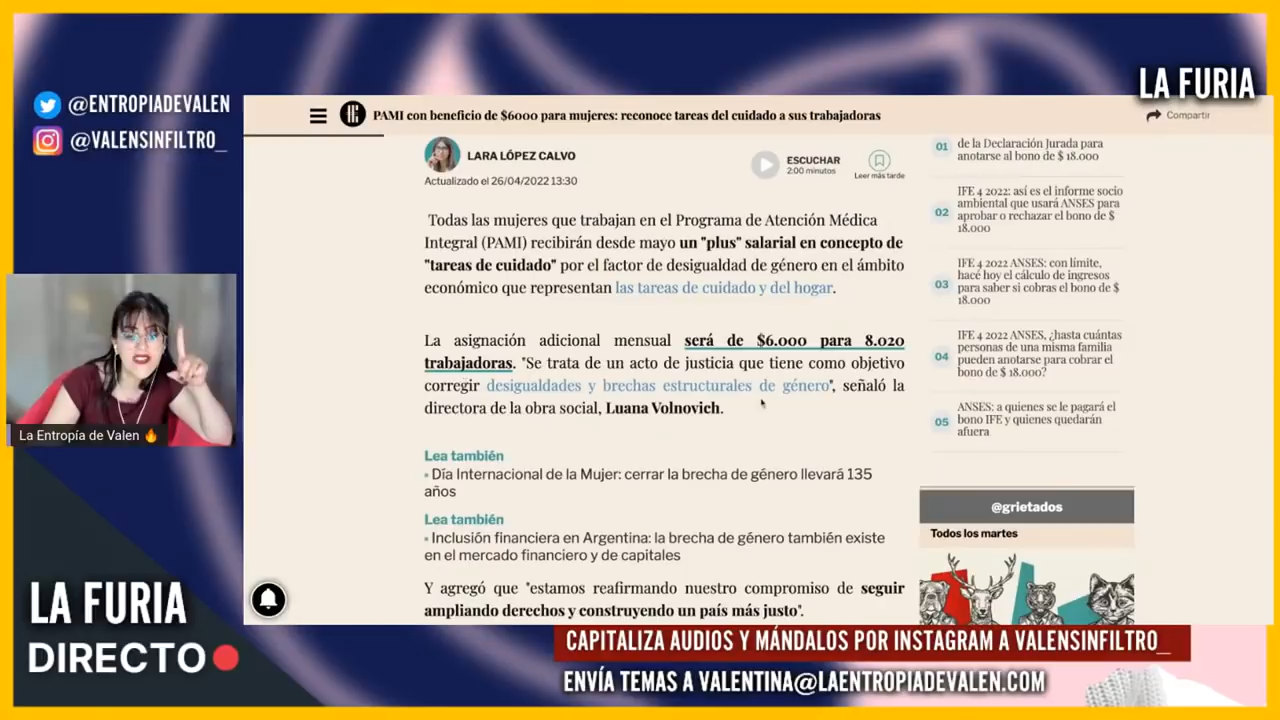 @ENTROPIADEVALEN
@VALENSINFILTRO_
LA FURIA
PAMI con beneficio de $6000 para mujeres: reconoce tareas del cuidado a sus trabajadoras
Compartir
LARA LÓPEZ CALVO
Actualizado el 26/04/2022 13:30
ESCUCHAR
2:00 minutos
Leer más tarde
Todas las mujeres que trabajan en el Programa de Atención Médica
Integral (PAMI) recibirán desde mayo un "plus" salarial en concepto de
"tareas de cuidado" por el factor de desigualdad de género en el ámbito
económico que representan las tareas de cuidado y del hogar.
La asignación adicional mensual será de $6.000 para 8.020
trabajadoras. "Se trata de un acto de justicia que tiene como objetivo
corregir desigualdades y brechas estructurales de género", señaló la
directora de la obra social, Luana Volnovich.
Lea también
Día Internacional de la Mujer: cerrar la brecha de género llevará 135
años
Lea también
Inclusión financiera en Argentina: la brecha de género también existe
en el mercado financiero y de capitales
Y agregó que "estamos reafirmando nuestro compromiso de seguir
ampliando derechos y construyendo un país más justo".
01
de la Declaración Jurada para
anotarse al bono de $ 18.000
02
IFE 4 2022: así es el informe socio
ambiental que usará ANSES para
aprobar o rechazar el bono de $
18.000
03
IFE 4 2022 ANSES: con límite,
hacé hoy el cálculo de ingresos
para saber si cobras el bono de $
18.000
04
IFE 4 2022 ANSES, ¿hasta cuántas
personas de una misma familia
pueden anotarse para cobrar el
bono de $ 18.000?
05
ANSES: a quienes se le pagará el
bono IFE y quienes quedarán
afuera
@grietados
Todos los martes
La Entropía de Valen 🔥
LA FURIA
DIRECTO
CAPITALIZA AUDIOS Y MÁNDALOS POR INSTAGRAM A VALENSINFILTRO_
ENVÍA TEMAS A VALENTINA@LAENTROPIADEVALEN.COM